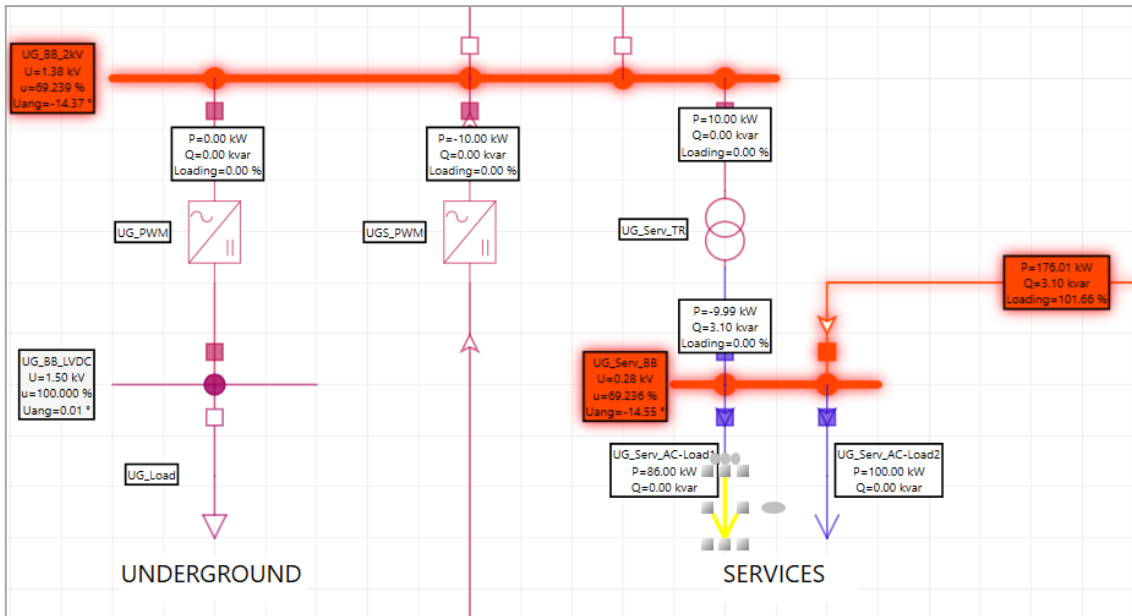 UG_BB_2kV
U=1.38 kV
u=69.239 %
Uang=-14.37 °
P=0.00 kW
Q=0.00 kvar
Loading=0.00 %
P=-10.00 kW
Q=0.00 kvar
Loading=0.00 %
P=10.00 kW
Q=0.00 kvar
Loading=0.00 %
UG_PWM
UGS_PWM
UG_Serv_TR
P=176.01 kW
Q=3.10 kvar
Loading=101.66 %
P=-9.99 kW
Q=3.10 kvar
Loading=0.00 %
UG_BB_LVDC
U=1.50 kV
u=100.000 %
Uang=0.01 °
UG_Serv_BB
U=0.28 kV
u=69.236 %
Uang=-14.55 °
UG_Load
UG_Serv_AC-Load1
P=86.00 kW
Q=0.00 kvar
UG_Serv_AC-Load2
P=100.00 kW
Q=0.00 kvar
UNDERGROUND
SERVICES